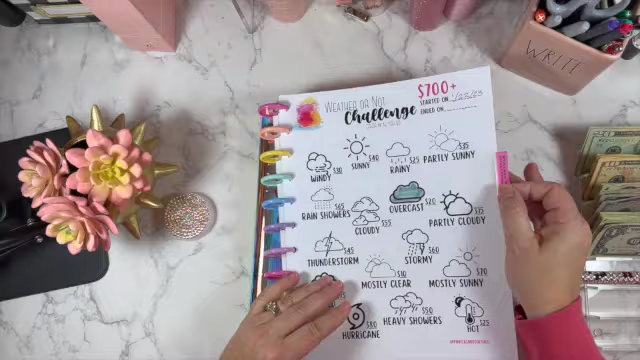 WEATHER OR NOT
Challenge
$700+
STARTED ON
ENDED ON
WINDY $30
SUNNY $40
RAINY $25
PARTLY SUNNY $35
RAIN SHOWERS $65
CLOUDY $55
OVERCAST $20
PARTLY CLOUDY $35
THUNDERSTORM $45
STORMY $60
MOSTLY CLEAR $10
MOSTLY SUNNY $70
HURRICANE $80
HEAVY SHOWERS $50
HOT $25
WRITE